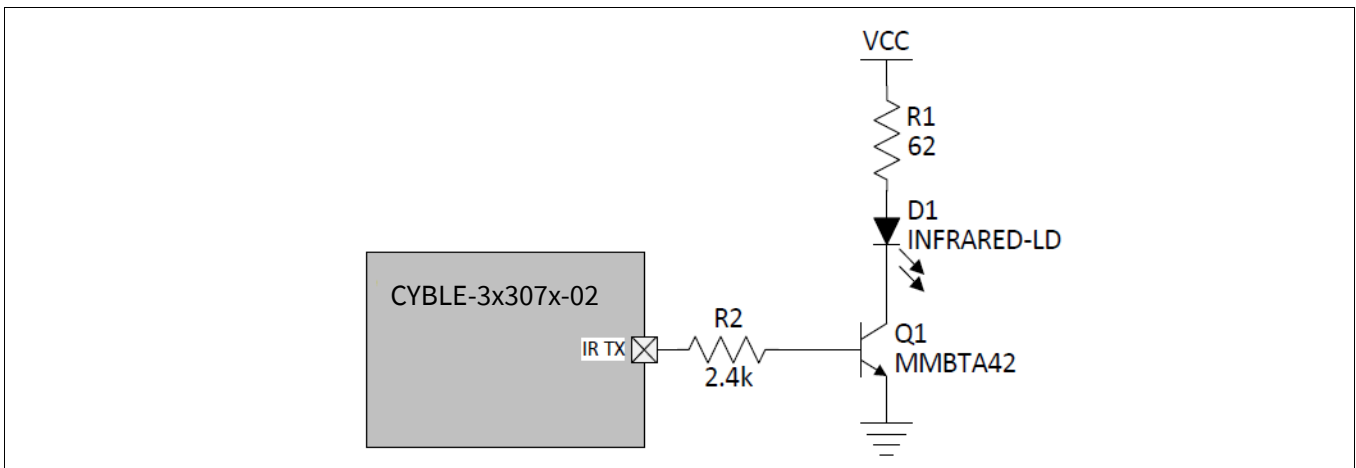 VCC
R1
62
D1
INFRARED-LD
CYBLE-3x307x-02
IR TX
R2
2.4k
Q1
MMBTA42